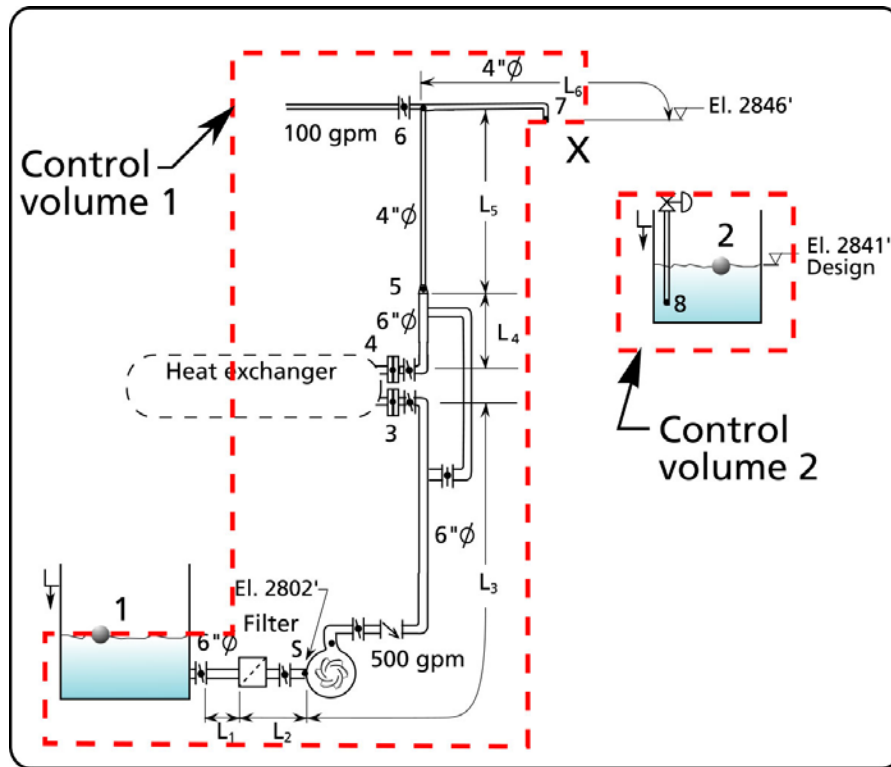 4"Ø
L6
7
El. 2846'
100 gpm
6
X
Control
volume 1
L5
4"Ø
2
El. 2841'
Design
8
5
6"Ø
L4
4
Heat exchanger
3
Control
volume 2
6"Ø
L3
El. 2802'
1
6"Ø
Filter
S
500 gpm
L1
L2